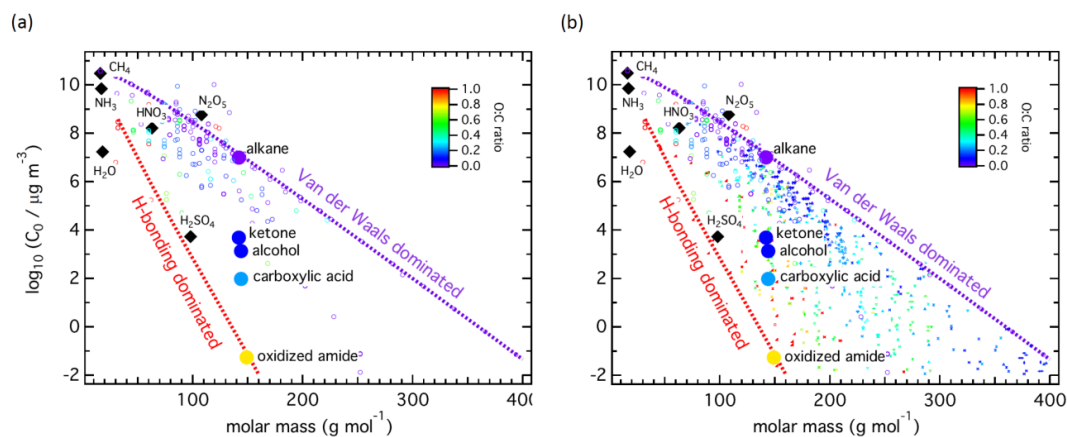 (a)
(b)
log₁₀ (C₀ / μg m⁻³)
10
8
6
4
2
0
-2
0
100
200
300
400
molar mass (g mol⁻¹)
CH₄
NH₃
HNO₃
N₂O₅
H₂O
H₂SO₄
alkane
ketone
alcohol
carboxylic acid
oxidized amide
Van der Waals dominated
H-bonding dominated
1.0
0.8
0.6
0.4
0.2
0.0
O:C ratio
10
8
6
4
2
0
-2
0
100
200
300
400
molar mass (g mol⁻¹)
CH₄
NH₃
HNO₃
N₂O₅
H₂O
H₂SO₄
alkane
ketone
alcohol
carboxylic acid
oxidized amide
Van der Waals dominated
H-bonding dominated
1.0
0.8
0.6
0.4
0.2
0.0
O:C ratio